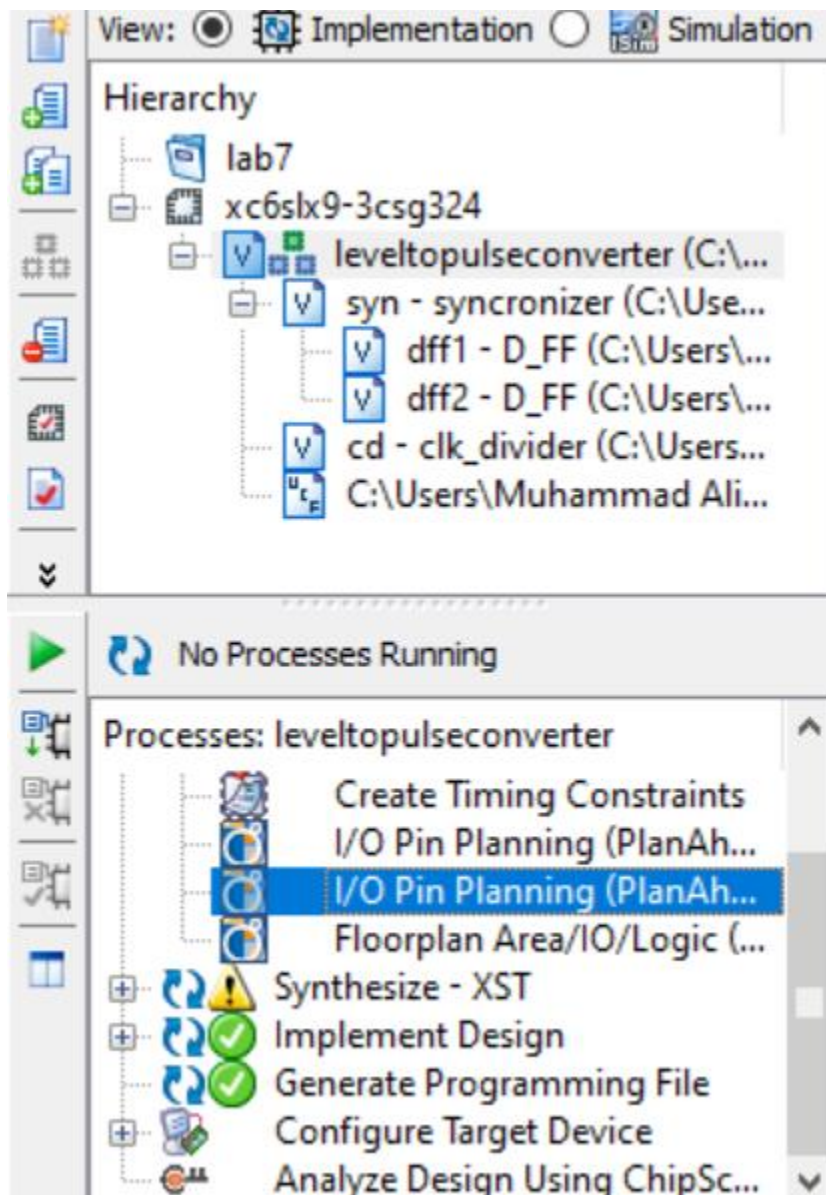 View: Implementation Simulation
Hierarchy
lab7
xc6slx9-3csg324
leveltopulseconverter (C:\...
syn - syncronizer (C:\Use...
dff1 - D_FF (C:\Users\...
dff2 - D_FF (C:\Users\...
cd - clk_divider (C:\Users...
C:\Users\Muhammad Ali...
No Processes Running
Processes: leveltopulseconverter
Create Timing Constraints
I/O Pin Planning (PlanAh...
I/O Pin Planning (PlanAh...
Floorplan Area/IO/Logic (...
Synthesize - XST
Implement Design
Generate Programming File
Configure Target Device
Analyze Design Using ChipSc...